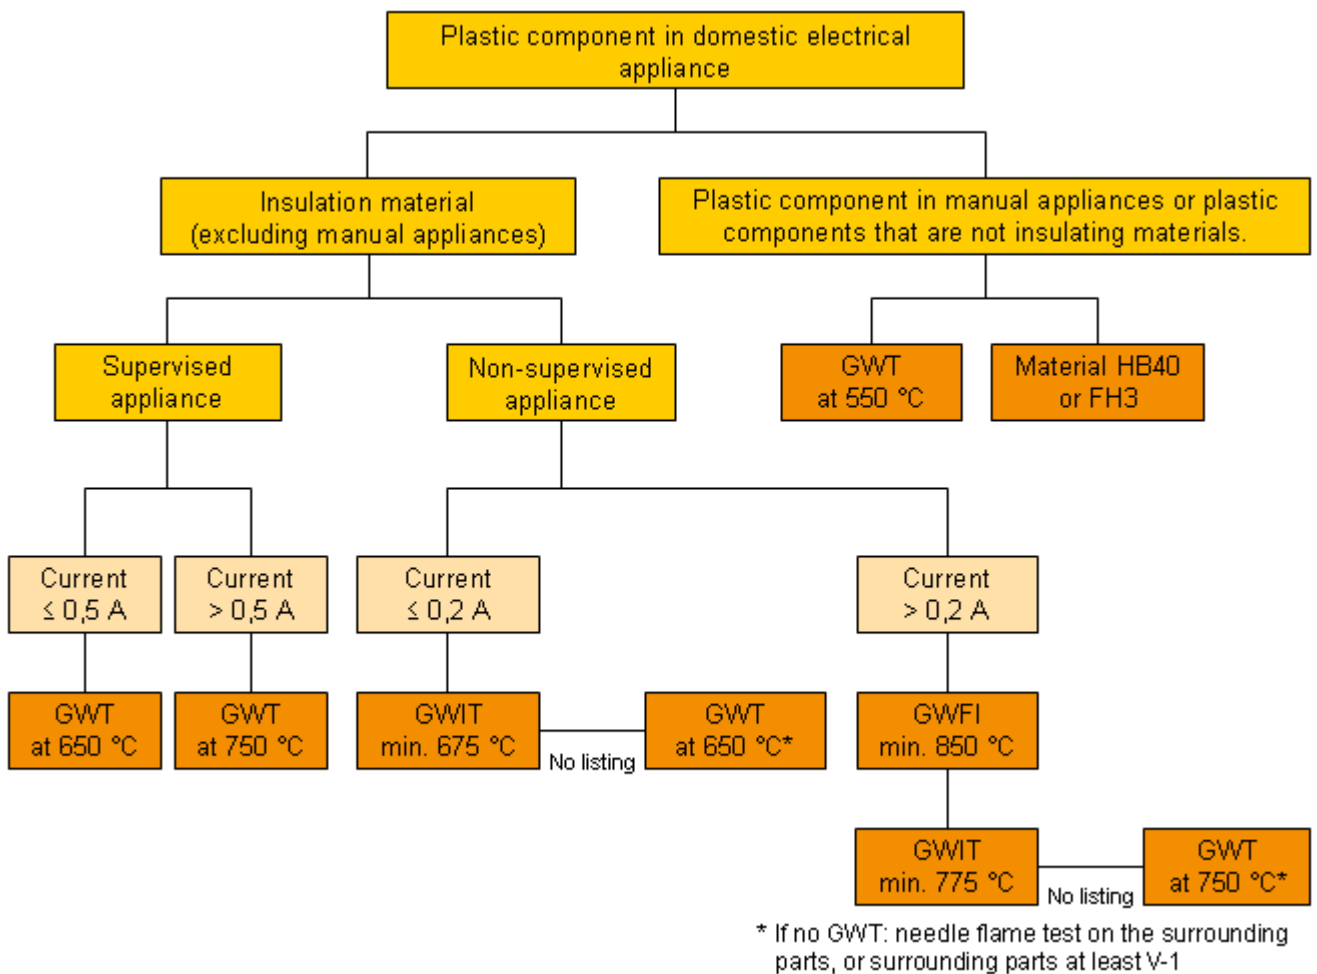 Plastic component in domestic electrical
appliance
Insulation material
(excluding manual appliances)
Plastic component in manual appliances or plastic
components that are not insulating materials.
Supervised
appliance
Non-supervised
appliance
GWT
at 550 °C
Material HB40
or FH3
Current
≤ 0,5 A
Current
> 0,5 A
Current
≤ 0,2 A
Current
> 0,2 A
GWT
at 650 °C
GWT
at 750 °C
GWIT
min. 675 °C
No listing
GWT
at 650 °C*
GWFI
min. 850 °C
GWIT
min. 775 °C
No listing
GWT
at 750 °C*
* If no GWT: needle flame test on the surrounding
parts, or surrounding parts at least V-1